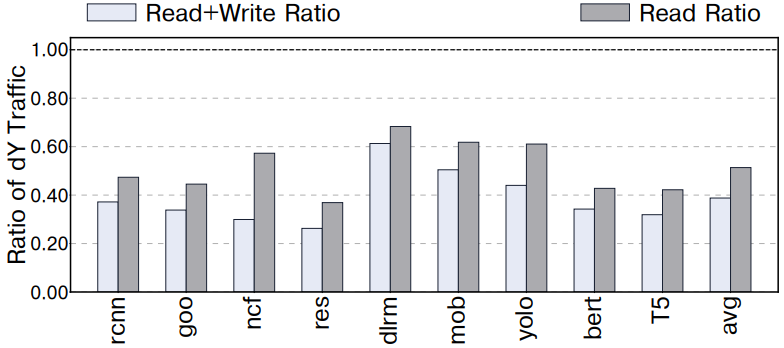 Read+Write Ratio
Read Ratio
Ratio of dY Traffic
1.00
0.80
0.60
0.40
0.20
0.00
rcnn
goo
ncf
res
dlrm
mob
yolo
bert
T5
avg